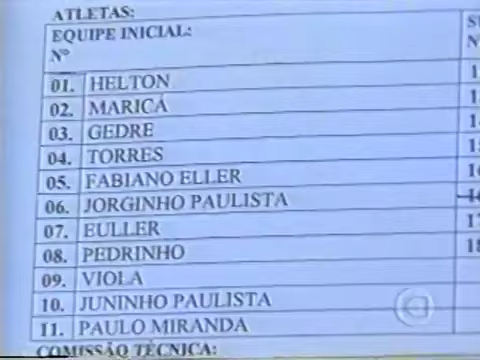 ATLETAS:
EQUIPE INICIAL:
Nº
01. HELTON
02. MARICÁ
03. GEDRE
04. TORRES
05. FABIANO ELLER
06. JORGINHO PAULISTA
07. EULLER
08. PEDRINHO
09. VIOLA
10. JUNINHO PAULISTA
11. PAULO MIRANDA
COMISSÃO TÉCNICA: